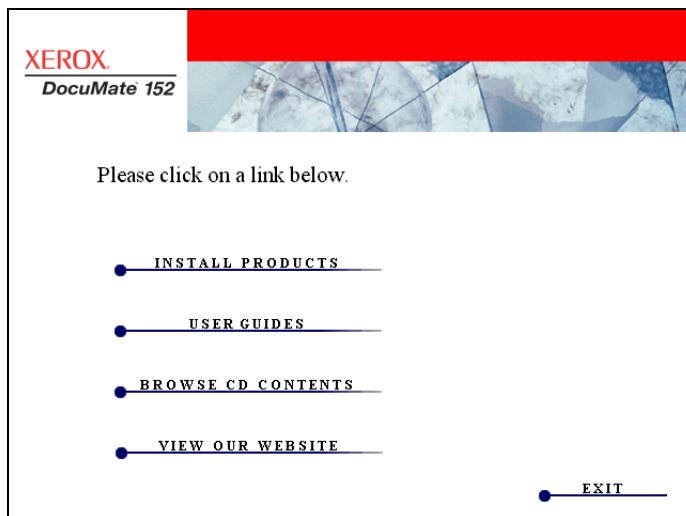 XEROX.
DocuMate 152
Please click on a link below.
INSTALL PRODUCTS
USER GUIDES
BROWSE CD CONTENTS
VIEW OUR WEBSITE
EXIT